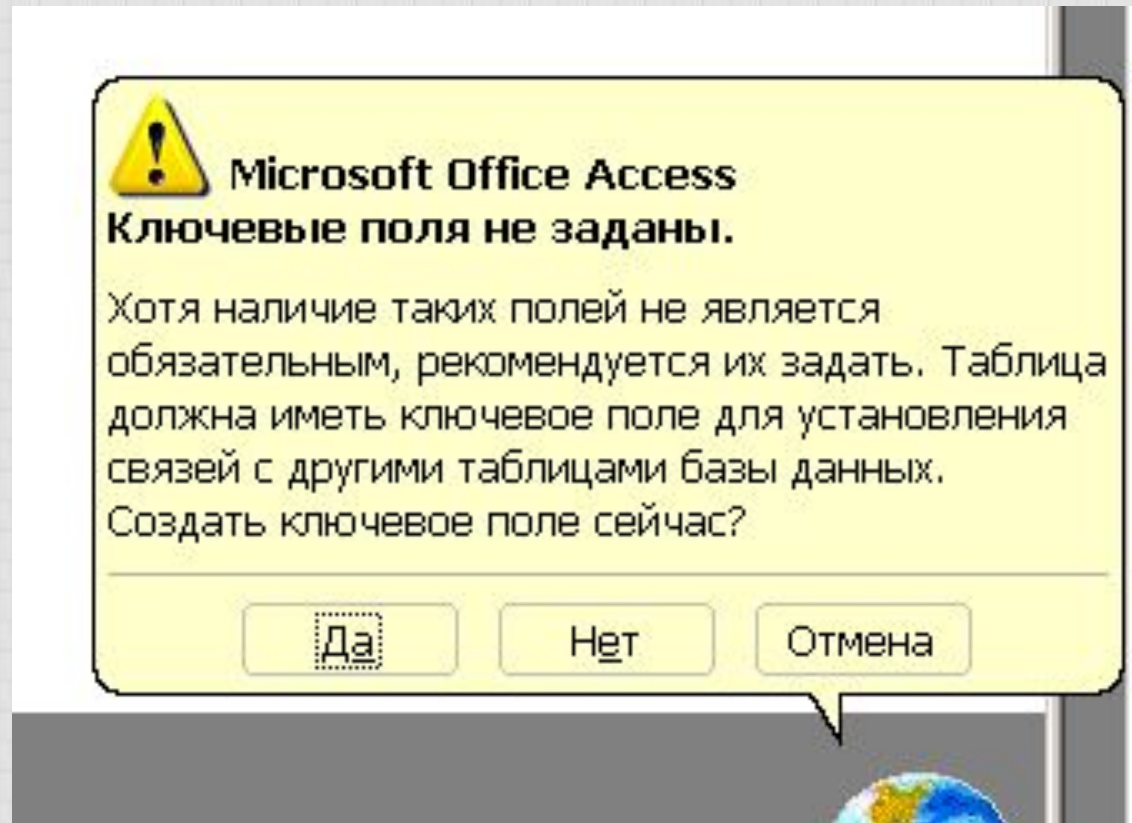 Microsoft Office Access
Ключевые поля не заданы.
Хотя наличие таких полей не является
обязательным, рекомендуется их задать. Таблица
должна иметь ключевое поле для установления
связей с другими таблицами базы данных.
Создать ключевое поле сейчас?
Да Нет Отмена